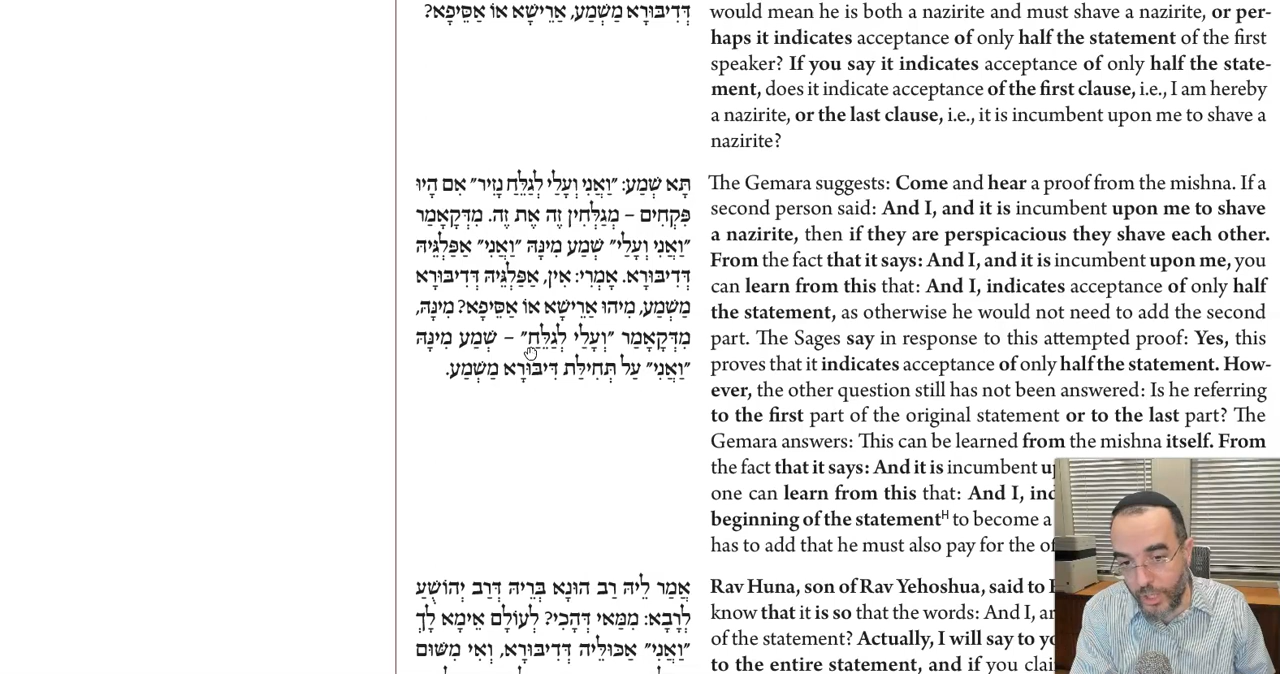 דְּדִיבּוּרָא מַשְׁמַע, אַרֵישָׁא אוֹ אַסֵּיפָא?
תָּא שְׁמַע: ״וַאֲנִי וְעָלַי לְגַלֵּחַ נָזִיר״ אִם הָיוּ
פִּקְחִים – מְגַלְּחִין זֶה אֶת זֶה. מִדְּקָאָמַר
״וַאֲנִי וְעָלַי״ שְׁמַע מִינָּהּ ״וַאֲנִי״ אַפַּלְגֵיהּ
דְּדִיבּוּרָא. אָמְרִי: אִין, אַפַּלְגֵיהּ דְּדִיבּוּרָא
מַשְׁמַע, מִיהוּ אַרֵישָׁא אוֹ אַסֵּיפָא? מִינָּהּ,
מִדְּקָאָמַר ״וְעָלַי לְגַלֵּחַ״ – שְׁמַע מִינָּהּ
״וַאֲנִי״ עַל תְּחִילַּת דִּיבּוּרָא מַשְׁמַע.
אֲמַר לֵיהּ רַב הוּנָא בְּרֵיהּ דְּרַב יְהוֹשֻׁעַ
לְרָבָא: מִמַּאי דְּהָכִי? לְעוֹלָם אֵימָא לָךְ
״וַאֲנִי״ אַכּוּלֵּיה דְּדִיבּוּרָא, וְאִי מִשּׁוּם
would mean he is both a nazirite and must shave a nazirite, or per-
haps it indicates acceptance of only half the statement of the first
speaker? If you say it indicates acceptance of only half the state-
ment, does it indicate acceptance of the first clause, i.e., I am hereby
a nazirite, or the last clause, i.e., it is incumbent upon me to shave a
nazirite?
The Gemara suggests: Come and hear a proof from the mishna. If a
second person said: And I, and it is incumbent upon me to shave
a nazirite, then if they are perspicacious they shave each other.
From the fact that it says: And I, and it is incumbent upon me, you
can learn from this that: And I, indicates acceptance of only half
the statement, as otherwise he would not need to add the second
part. The Sages say in response to this attempted proof: Yes, this
proves that it indicates acceptance of only half the statement. How-
ever, the other question still has not been answered: Is he referring
to the first part of the original statement or to the last part? The
Gemara answers: This can be learned from the mishna itself. From
the fact that it says: And it is incumbent
one can learn from this that: And I,
beginning of the statementᴴ to become a
has to add that he must also pay for the
Rav Huna, son of Rav Yehoshua, said to
know that it is so that the words: And I,
of the statement? Actually, I will say to
to the entire statement, and if you